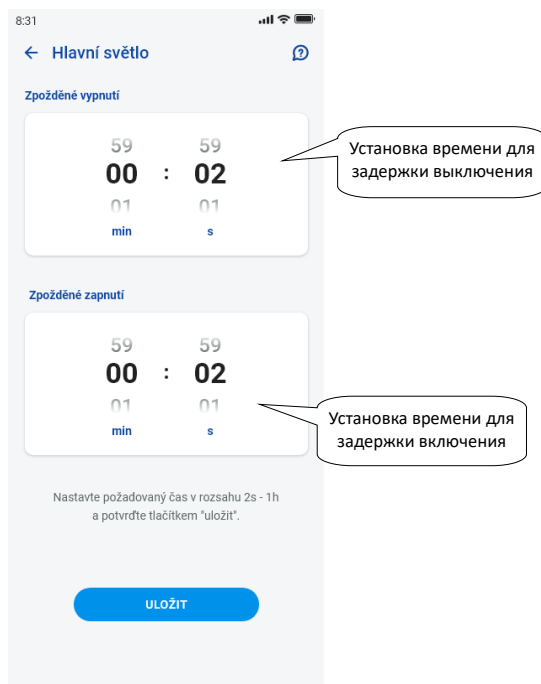 8:31
Hlavní světlo
Zpožděné vypnutí
59 59
00 : 02
01 01
min s
Установка времени для
задержки выключения
Zpožděné zapnutí
59 59
00 : 02
01 01
min s
Установка времени для
задержки включения
Nastavte požadovaný čas v rozsahu 2s - 1h
a potvrďte tlačítkem "uložit".
ULOŽIT